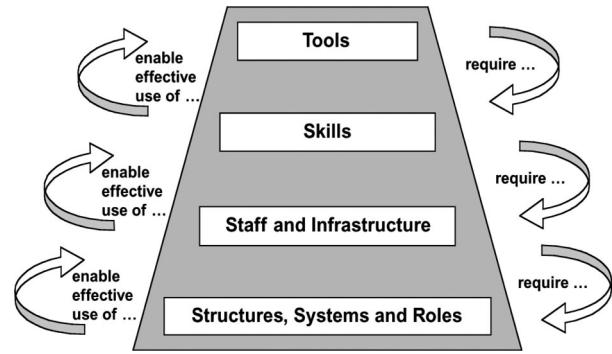 Tools
enable
effective
use of ...
require ...
Skills
enable
effective
use of ...
require ...
Staff and Infrastructure
enable
effective
use of ...
require ...
Structures, Systems and Roles